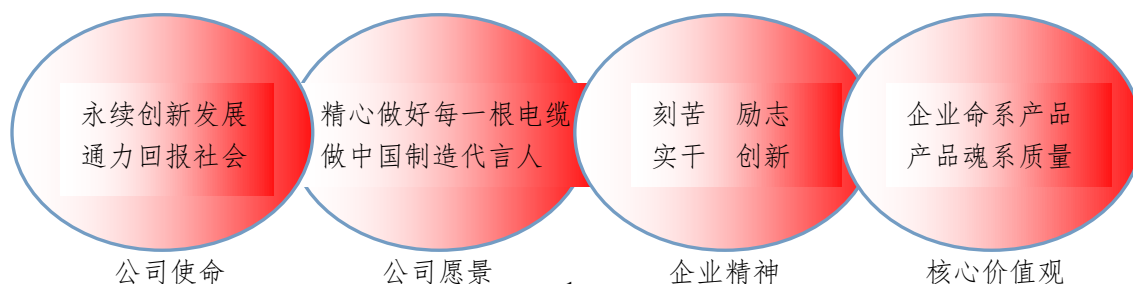 永续创新发展
通力回报社会
公司使命
精心做好每一根电缆
做中国制造代言人
公司愿景
刻苦　励志
实干　创新
企业精神
企业命系产品
产品魂系质量
核心价值观